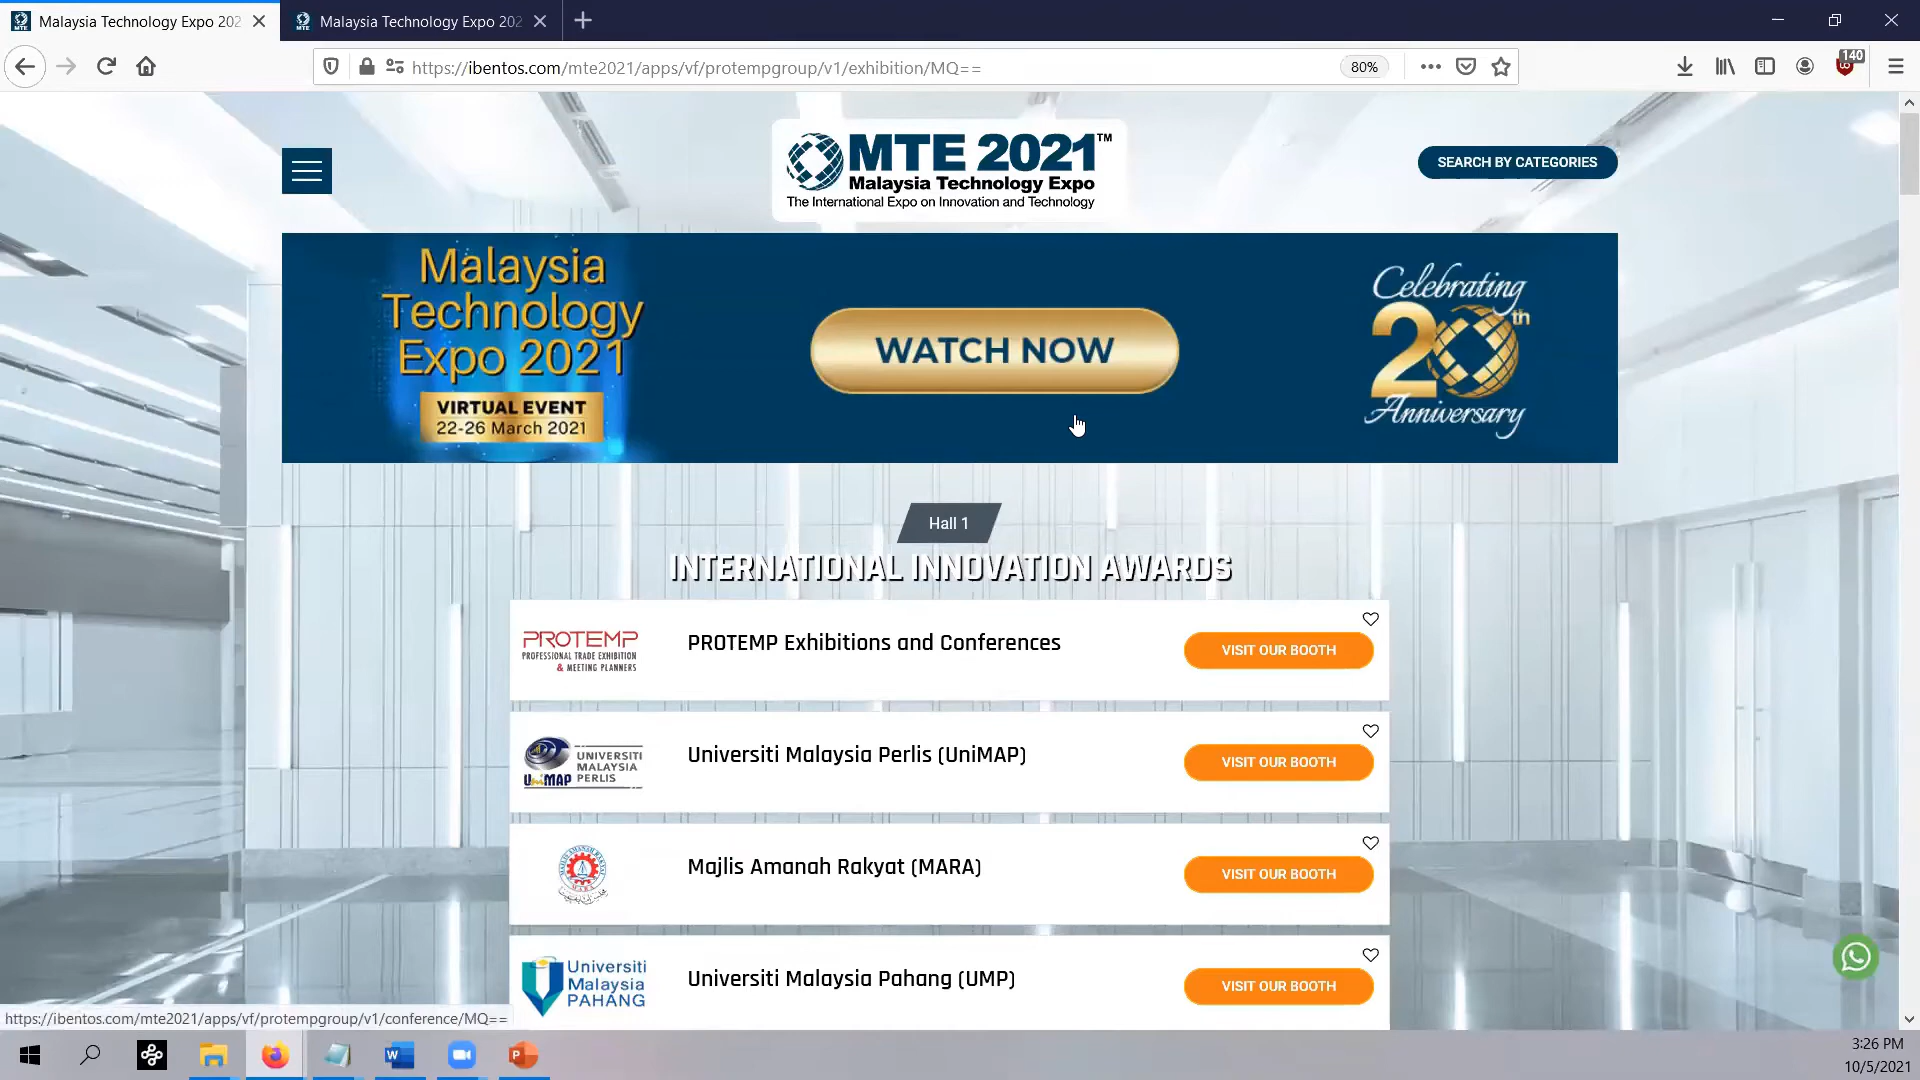 Malaysia Technology Expo 202
Malaysia Technology Expo 202
https://ibentos.com/mte2021/apps/vf/protempgroup/v1/exhibition/MQ==
80%
140
MTE 2021™
Malaysia Technology Expo
The International Expo on Innovation and Technology
SEARCH BY CATEGORIES
Malaysia
Technology
Expo 2021
VIRTUAL EVENT
22-26 March 2021
WATCH NOW
Celebrating
20th
Anniversary
Hall 1
INTERNATIONAL INNOVATION AWARDS
PROTEMP
PROFESSIONAL TRADE EXHIBITION
& MEETING PLANNERS
PROTEMP Exhibitions and Conferences
VISIT OUR BOOTH
UniMAP
UNIVERSITI
MALAYSIA
PERLIS
Universiti Malaysia Perlis (UniMAP)
VISIT OUR BOOTH
Majlis Amanah Rakyat (MARA)
VISIT OUR BOOTH
Universiti
Malaysia
PAHANG
Universiti Malaysia Pahang (UMP)
VISIT OUR BOOTH
https://ibentos.com/mte2021/apps/vf/protempgroup/v1/conference/MQ==
3:26 PM
10/5/2021